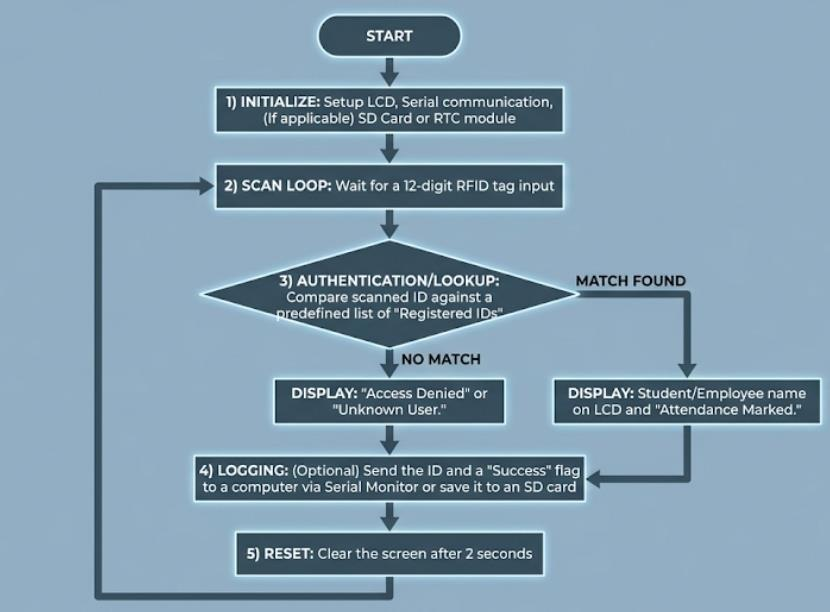 START
1) INITIALIZE: Setup LCD, Serial communication,
(If applicable) SD Card or RTC module
2) SCAN LOOP: Wait for a 12-digit RFID tag input
3) AUTHENTICATION/LOOKUP:
Compare scanned ID against a
predefined list of "Registered IDs"
MATCH FOUND
NO MATCH
DISPLAY: "Access Denied" or
"Unknown User."
DISPLAY: Student/Employee name
on LCD and "Attendance Marked."
4) LOGGING: (Optional) Send the ID and a "Success" flag
to a computer via Serial Monitor or save it to an SD card
5) RESET: Clear the screen after 2 seconds